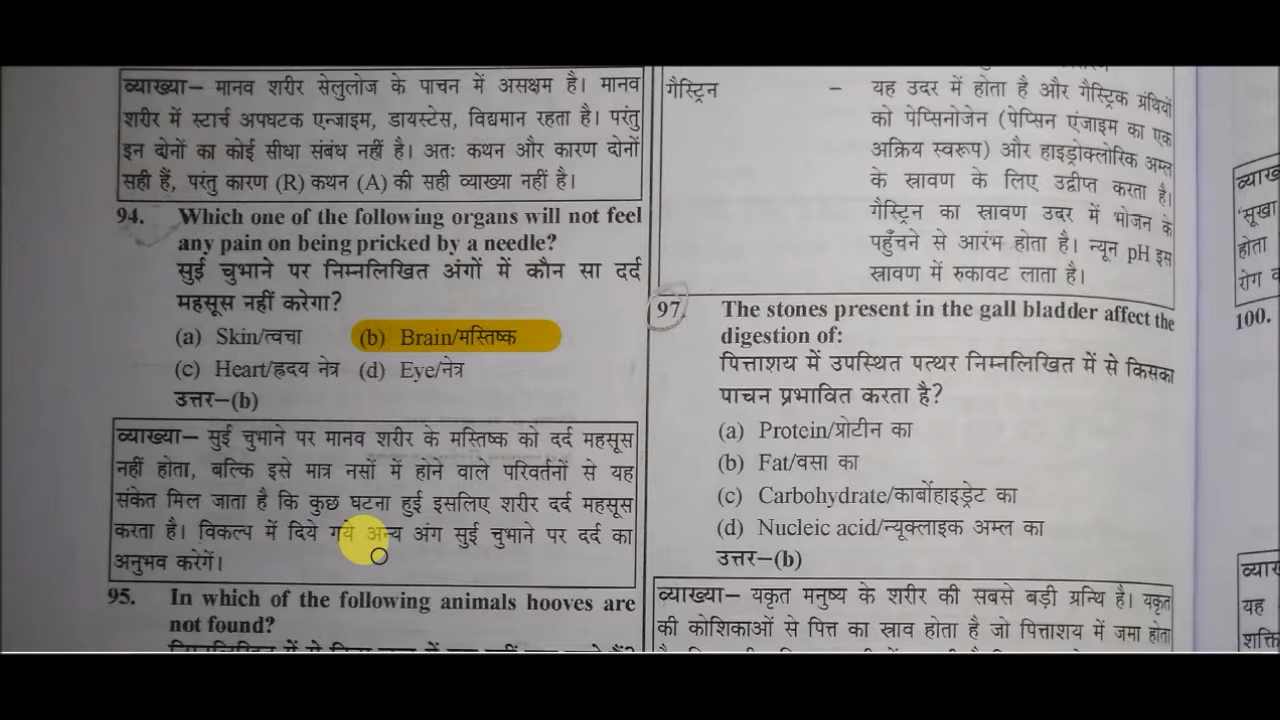 व्याख्या– मानव शरीर सेलुलोज के पाचन में असक्षम है। मानव
शरीर में स्टार्च अपघटक एन्जाइम, डायस्टेस, विद्यमान रहता है। परंतु
इन दोनों का कोई सीधा संबंध नहीं है। अतः कथन और कारण दोनों
सही हैं, परंतु कारण (R) कथन (A) की सही व्याख्या नहीं है।
94. Which one of the following organs will not feel
any pain on being pricked by a needle?
सुई चुभाने पर निम्नलिखित अंगों में कौन सा दर्द
महसूस नहीं करेगा?
(a) Skin/त्वचा (b) Brain/मस्तिष्क
(c) Heart/ह्रदय नेत्र (d) Eye/नेत्र
उत्तर–(b)
व्याख्या– सुई चुभाने पर मानव शरीर के मस्तिष्क को दर्द महसूस
नहीं होता, बल्कि इसे मात्र नसों में होने वाले परिवर्तनों से यह
संकेत मिल जाता है कि कुछ घटना हुई इसलिए शरीर दर्द महसूस
करता है। विकल्प में दिये गये अन्य अंग सुई चुभाने पर दर्द का
अनुभव करेगें।
95. In which of the following animals hooves are
not found?
गैस्ट्रिन – यह उदर में होता है और गैस्ट्रिक ग्रंथियों
को पेप्सिनोजेन (पेप्सिन एंजाइम का एक
अक्रिय स्वरूप) और हाइड्रोक्लोरिक अम्ल
के स्रावण के लिए उद्दीप्त करता है।
गैस्ट्रिन का स्रावण उदर में भोजन के
पहुँचने से आरंभ होता है। न्यून pH इस
स्रावण में रुकावट लाता है।
97 The stones present in the gall bladder affect the
digestion of:
पित्ताशय में उपस्थित पत्थर निम्नलिखित में से किसका
पाचन प्रभावित करता है?
(a) Protein/प्रोटीन का
(b) Fat/वसा का
(c) Carbohydrate/कार्बोहाइड्रेट का
(d) Nucleic acid/न्यूक्लाइक अम्ल का
उत्तर–(b)
व्याख्या– यकृत मनुष्य के शरीर की सबसे बड़ी ग्रन्थि है। यकृत
की कोशिकाओं से पित्त का स्राव होता है जो पित्ताशय में जमा होता
'सूखा
होता
रोग
100.
यह